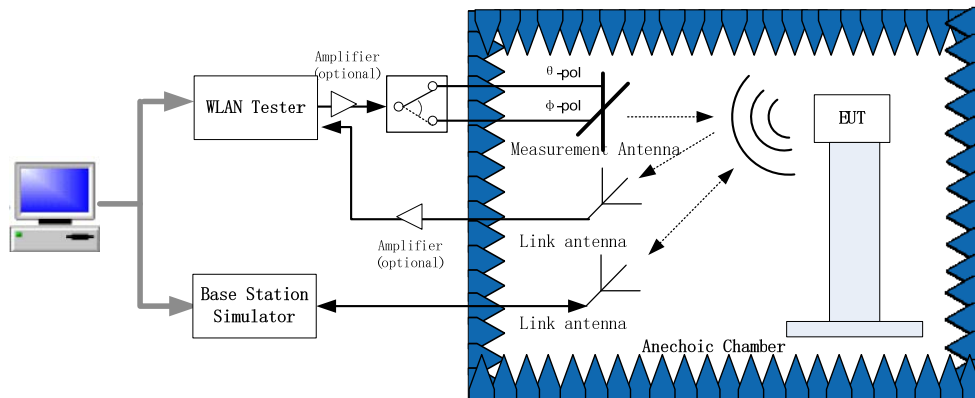 Amplifier
(optional)
WLAN Tester
θ-pol
ϕ-pol
Measurement Antenna
EUT
Link antenna
Amplifier
(optional)
Base Station
Simulator
Link antenna
Anechoic Chamber